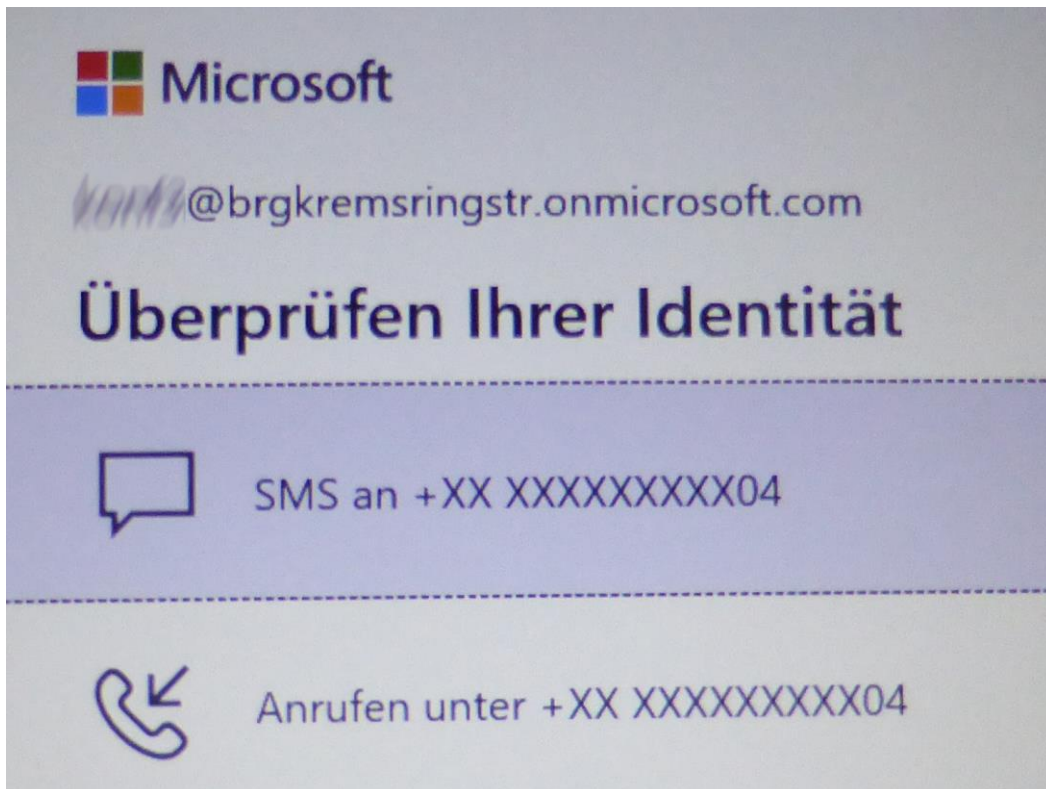 Microsoft
@brgkremsringstr.onmicrosoft.com
Überprüfen Ihrer Identität
SMS an +XX XXXXXXXXX04
Anrufen unter +XX XXXXXXXXX04